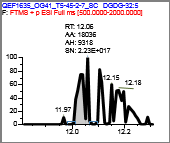 QEF1635_OG41_T5-45-2-7_SC DGDG-32:5
F: FTMS + p ESI Full ms [500.0000-2000.0000]
RT: 12.06
AA: 18036
AH: 9318
SN: 2.23E+017
100
80
60
40
20
0
11.97
12.15
12.18
12.0
12.2